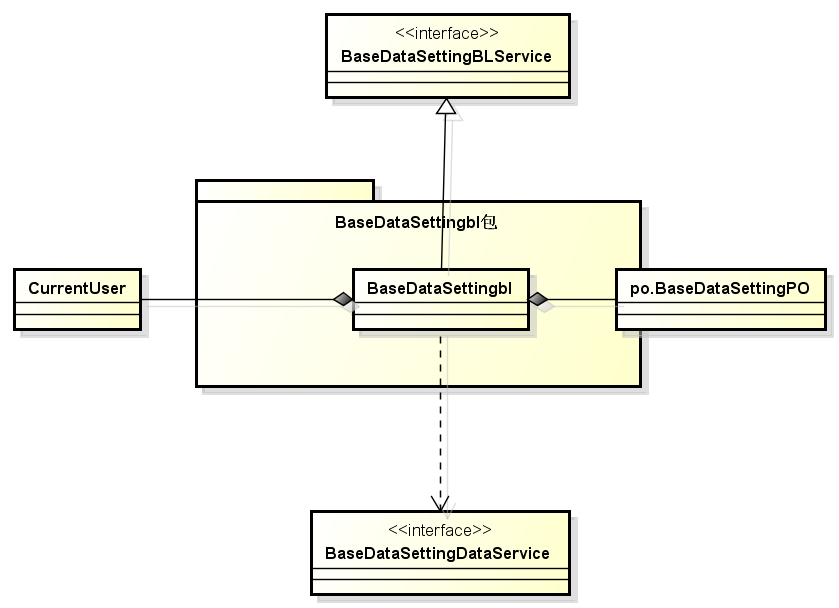 <<interface>>
BaseDataSettingBLService
BaseDataSettingbl包
CurrentUser
BaseDataSettingbl
po.BaseDataSettingPO
<<interface>>
BaseDataSettingDataService